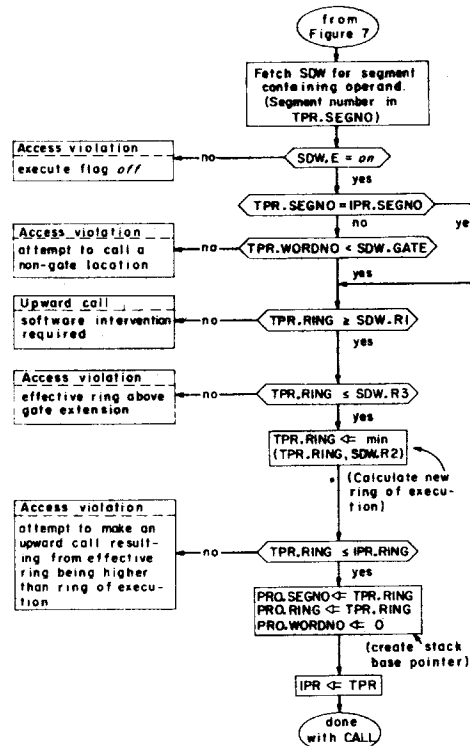 from
Figure 7
Fetch SDW for segment
containing operand.
(Segment number in
TPR.SEGNO)
Access violation
execute flag off
no
SDW.E = on
yes
TPR.SEGNO = IPR.SEGNO
yes
no
Access violation
attempt to call a
non-gate location
no
TPR.WORDNO < SDW.GATE
yes
Upward call
software intervention
required
no
TPR.RING ≥ SDW.R1
yes
Access violation
effective ring above
gate extension
no
TPR.RING ≤ SDW.R3
yes
TPR.RING ⇐ min
(TPR.RING, SDW.R2)
(Calculate new
ring of execu-
tion)
Access violation
attempt to make an
upward call result-
ing from effective
ring being higher
than ring of execu-
tion
no
TPR.RING ≤ IPR.RING
yes
PRO.SEGNO ⇐ TPR.RING
PRO.RING ⇐ TPR.RING
PRO.WORDNO ⇐ 0
(create stack
base pointer)
IPR ⇐ TPR
done
with CALL